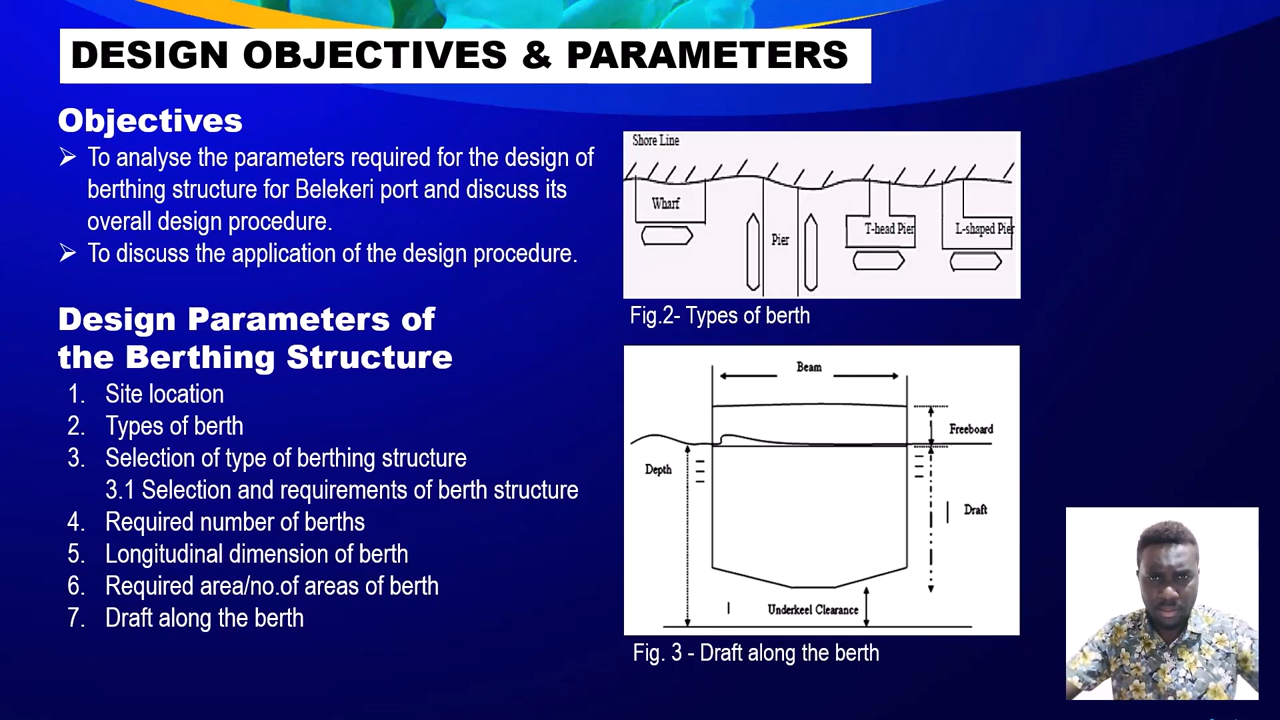 DESIGN OBJECTIVES & PARAMETERS
Objectives
➢ To analyse the parameters required for the design of
berthing structure for Belekeri port and discuss its
overall design procedure.
➢ To discuss the application of the design procedure.
Design Parameters of
the Berthing Structure
1. Site location
2. Types of berth
3. Selection of type of berthing structure
3.1 Selection and requirements of berth structure
4. Required number of berths
5. Longitudinal dimension of berth
6. Required area/no.of areas of berth
7. Draft along the berth
Shore Line
Wharf
Pier
T-head Pier
L-shaped Pier
Fig.2- Types of berth
Beam
Freeboard
Depth
Draft
Underkeel Clearance
Fig. 3 - Draft along the berth